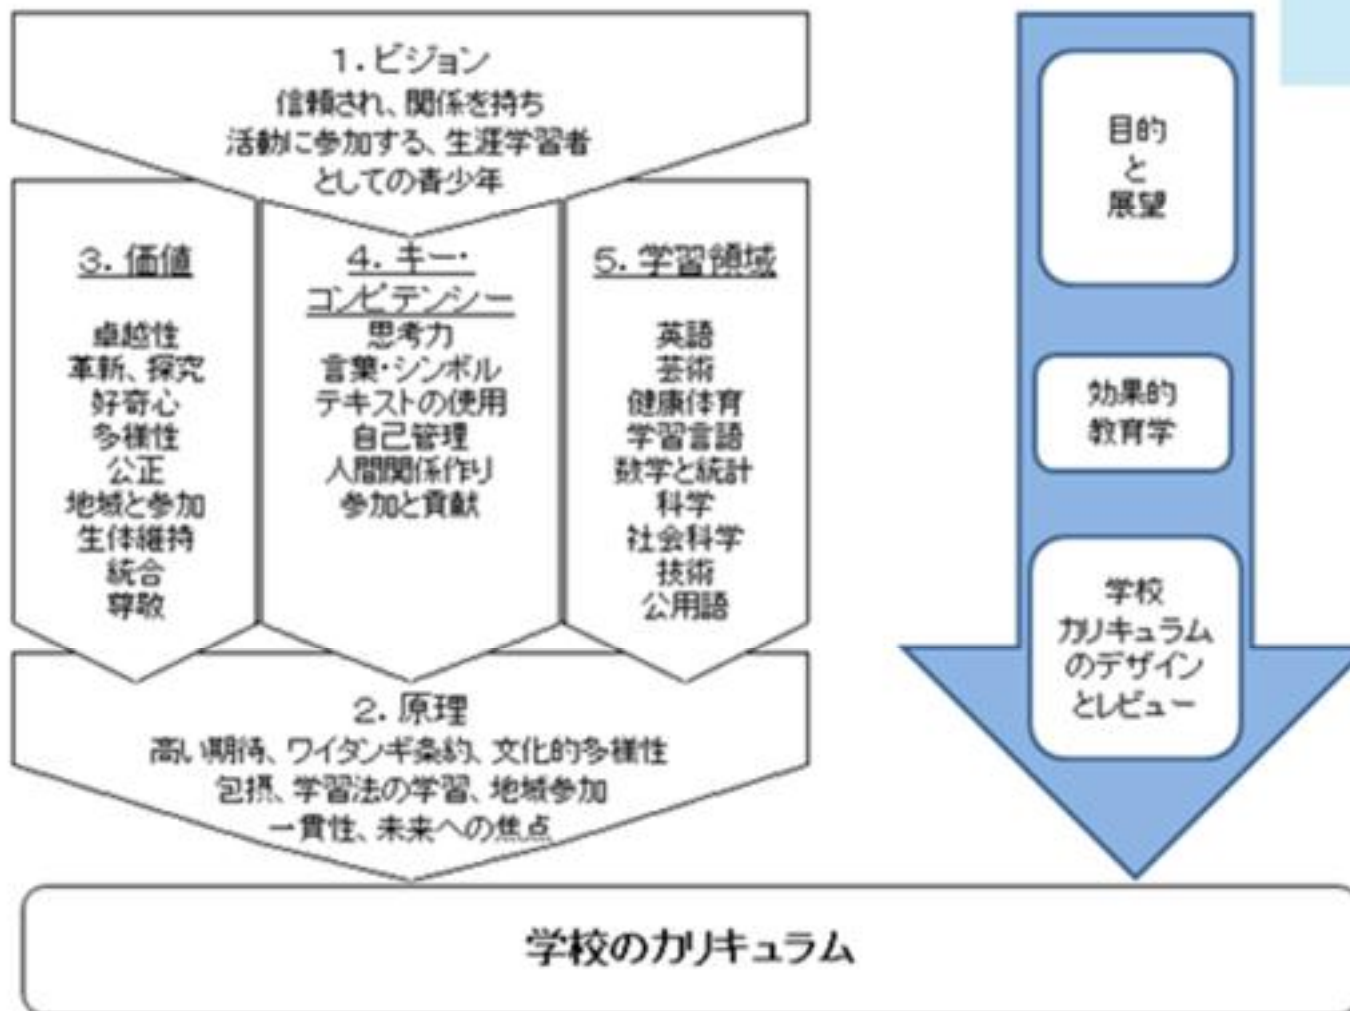 1. ビジョン
信頼され、関係を持ち
活動に参加する、生涯学習者
としての青少年
3. 価値
卓越性
革新、探究
好奇心
多様性
公正
地域と参加
生体維持
統合
尊敬
4. キー・
コンピテンシー
思考力
言葉・シンボル
テキストの使用
自己管理
人間関係作り
参加と貢献
5. 学習領域
英語
芸術
健康体育
学習言語
数学と統計
科学
社会科学
技術
公用語
2. 原理
高い期待、ワイタンギ条約、文化的多様性
包摂、学習法の学習、地域参加
一貫性、未来への焦点
学校のカリキュラム
目的
と
展望
効果的
教育学
学校
カリキュラム
のデザイン
とレビュー